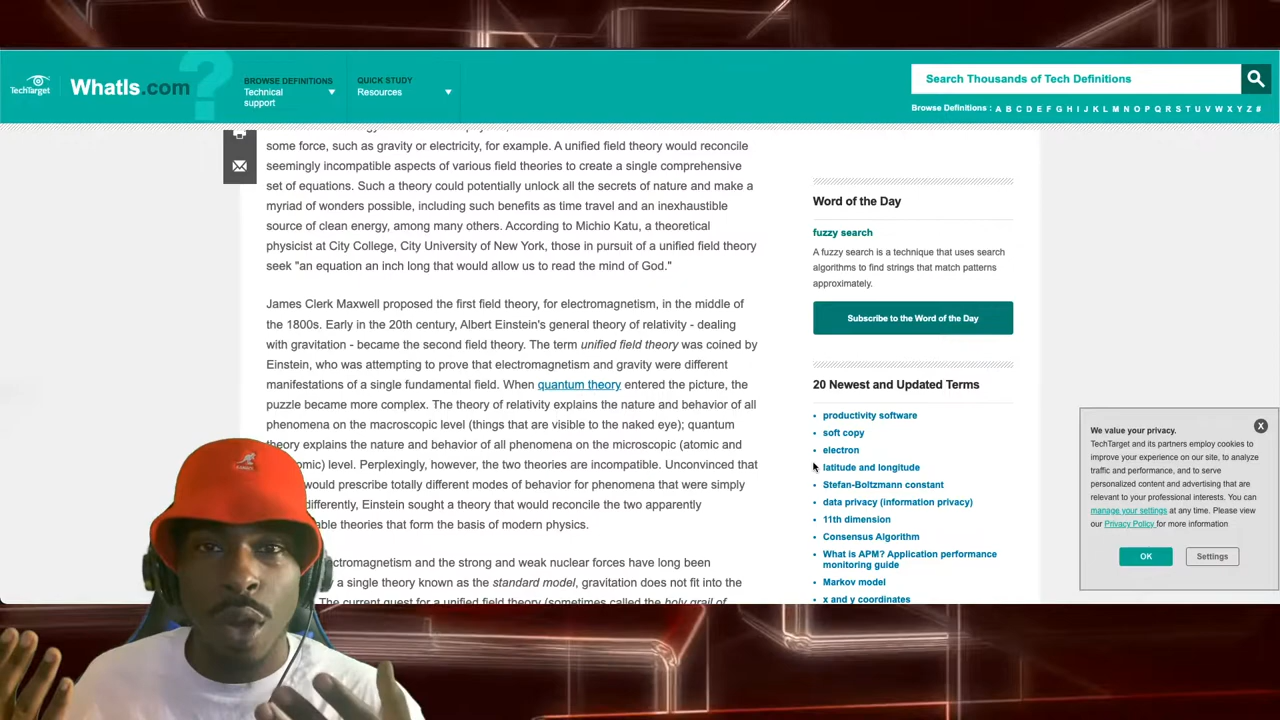 TechTarget
WhatIs.com
?
BROWSE DEFINITIONS
Technical
support
QUICK STUDY
Resources
Search Thousands of Tech Definitions
Browse Definitions : A B C D E F G H I J K L M N O P Q R S T U V W X Y Z #
some force, such as gravity or electricity, for example. A unified field theory would reconcile
seemingly incompatible aspects of various field theories to create a single comprehensive
set of equations. Such a theory could potentially unlock all the secrets of nature and make a
myriad of wonders possible, including such benefits as time travel and an inexhaustible
source of clean energy, among many others. According to Michio Katu, a theoretical
physicist at City College, City University of New York, those in pursuit of a unified field theory
seek "an equation an inch long that would allow us to read the mind of God."
James Clerk Maxwell proposed the first field theory, for electromagnetism, in the middle of
the 1800s. Early in the 20th century, Albert Einstein's general theory of relativity - dealing
with gravitation - became the second field theory. The term unified field theory was coined by
Einstein, who was attempting to prove that electromagnetism and gravity were different
manifestations of a single fundamental field. When quantum theory entered the picture, the
puzzle became more complex. The theory of relativity explains the nature and behavior of all
phenomena on the macroscopic level (things that are visible to the naked eye); quantum
theory explains the nature and behavior of all phenomena on the microscopic (atomic and
omic) level. Perplexingly, however, the two theories are incompatible. Unconvinced that
would prescribe totally different modes of behavior for phenomena that were simply
differently, Einstein sought a theory that would reconcile the two apparently
able theories that form the basis of modern physics.
ectromagnetism and the strong and weak nuclear forces have long been
y a single theory known as the standard model, gravitation does not fit into the
The current quest for a unified field theory (sometimes called the holy grail of
Word of the Day
fuzzy search
A fuzzy search is a technique that uses search
algorithms to find strings that match patterns
approximately.
Subscribe to the Word of the Day
20 Newest and Updated Terms
productivity software
soft copy
electron
latitude and longitude
Stefan-Boltzmann constant
data privacy (information privacy)
11th dimension
Consensus Algorithm
What is APM? Application performance
monitoring guide
Markov model
x and y coordinates
X
We value your privacy.
TechTarget and its partners employ cookies to
improve your experience on our site, to analyze
traffic and performance, and to serve
personalized content and advertising that are
relevant to your professional interests. You can
manage your settings at any time. Please view
our Privacy Policy for more information
OK
Settings